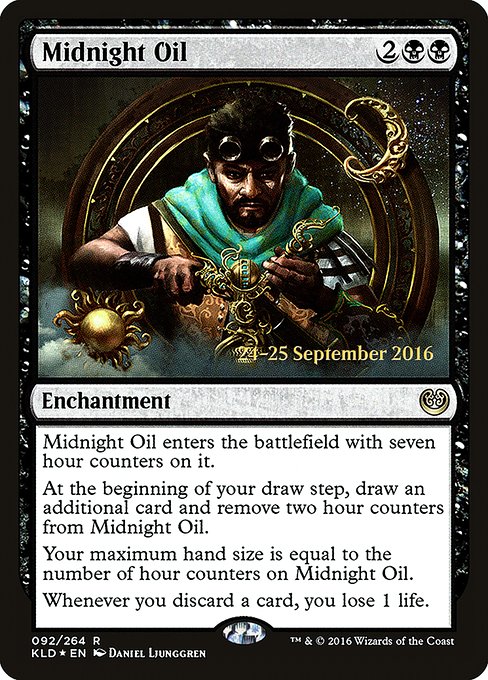 Midnight Oil 2
24-25 September 2016
Enchantment
Midnight Oil enters the battlefield with seven
hour counters on it.
At the beginning of your draw step, draw an
additional card and remove two hour counters
from Midnight Oil.
Your maximum hand size is equal to the
number of hour counters on Midnight Oil.
Whenever you discard a card, you lose 1 life.
092/264 R
KLD ★ EN Daniel Ljunggren
™ & © 2016 Wizards of the Coast